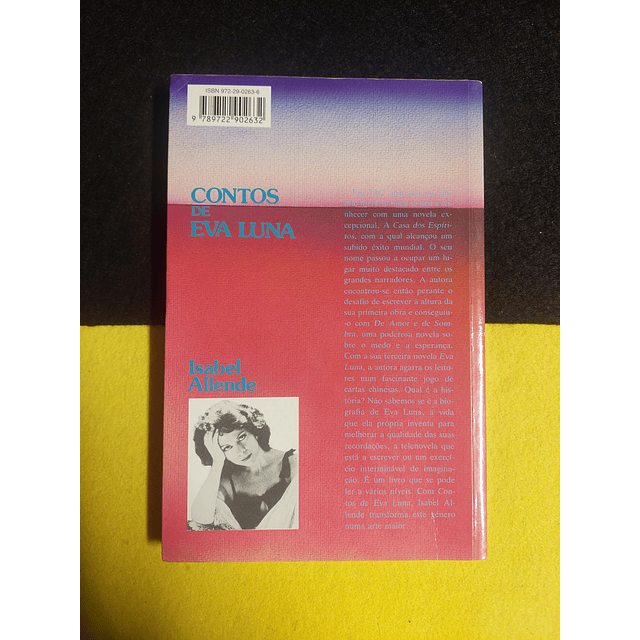 ISBN 972-29-0263-6
9 789722 902632
CONTOS
DE
EVA LUNA
Isabel
Allende
nhecer com uma novela ex-
cepcional, A Casa dos Espíri-
tos, com a qual alcançou um
súbido êxito mundial. O seu
nome passou a ocupar um lu-
gar muito destacado entre os
grandes narradores. A autora
encontrou-se então perante o
desafio de escrever à altura da
sua primeira obra e conseguiu-
-o com De Amor e de Som-
bra, uma poderosa novela so-
bre o medo e a esperança.
Com a sua terceira novela Eva
Luna, a autora agarra os leito-
res num fascinante jogo de
cartas chinesas. Qual é a his-
tória? Não sabemos se é a bio-
grafia de Eva Luna, a vida
que ela própria inventa para
melhorar a qualidade das suas
recordações, a telenovela que
está a escrever ou um exercí-
cio interminável de imagina-
ção. É um livro que se pode
ler a vários níveis. Com Con-
tos de Eva Luna, Isabel Al-
lende transforma este género
numa arte maior.